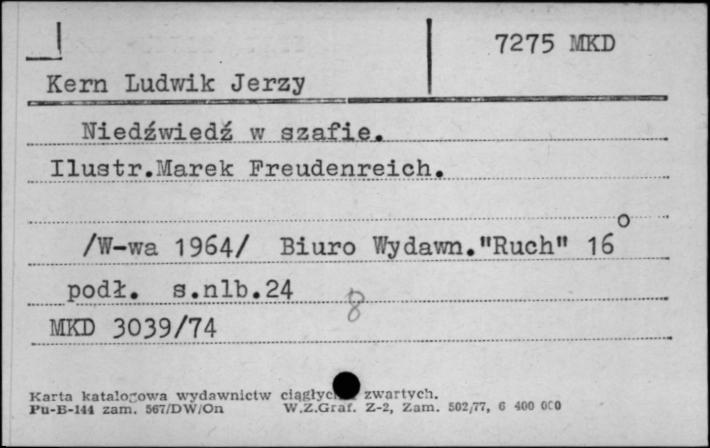 7275 MKD
Kern Ludwik Jerzy
Niedźwiedź w szafie.
Ilustr.Marek Freudenreich.
/W-wa 1964/ Biuro Wydawn."Ruch" 16°
podł. s.nlb.24
8
MKD 3039/74
Karta katalogowa wydawnictw zwartych.
Pu-B-144 zam. 567/DW/On W.Z.Graf. Z-2, Zam. 502/77, 6 400 000